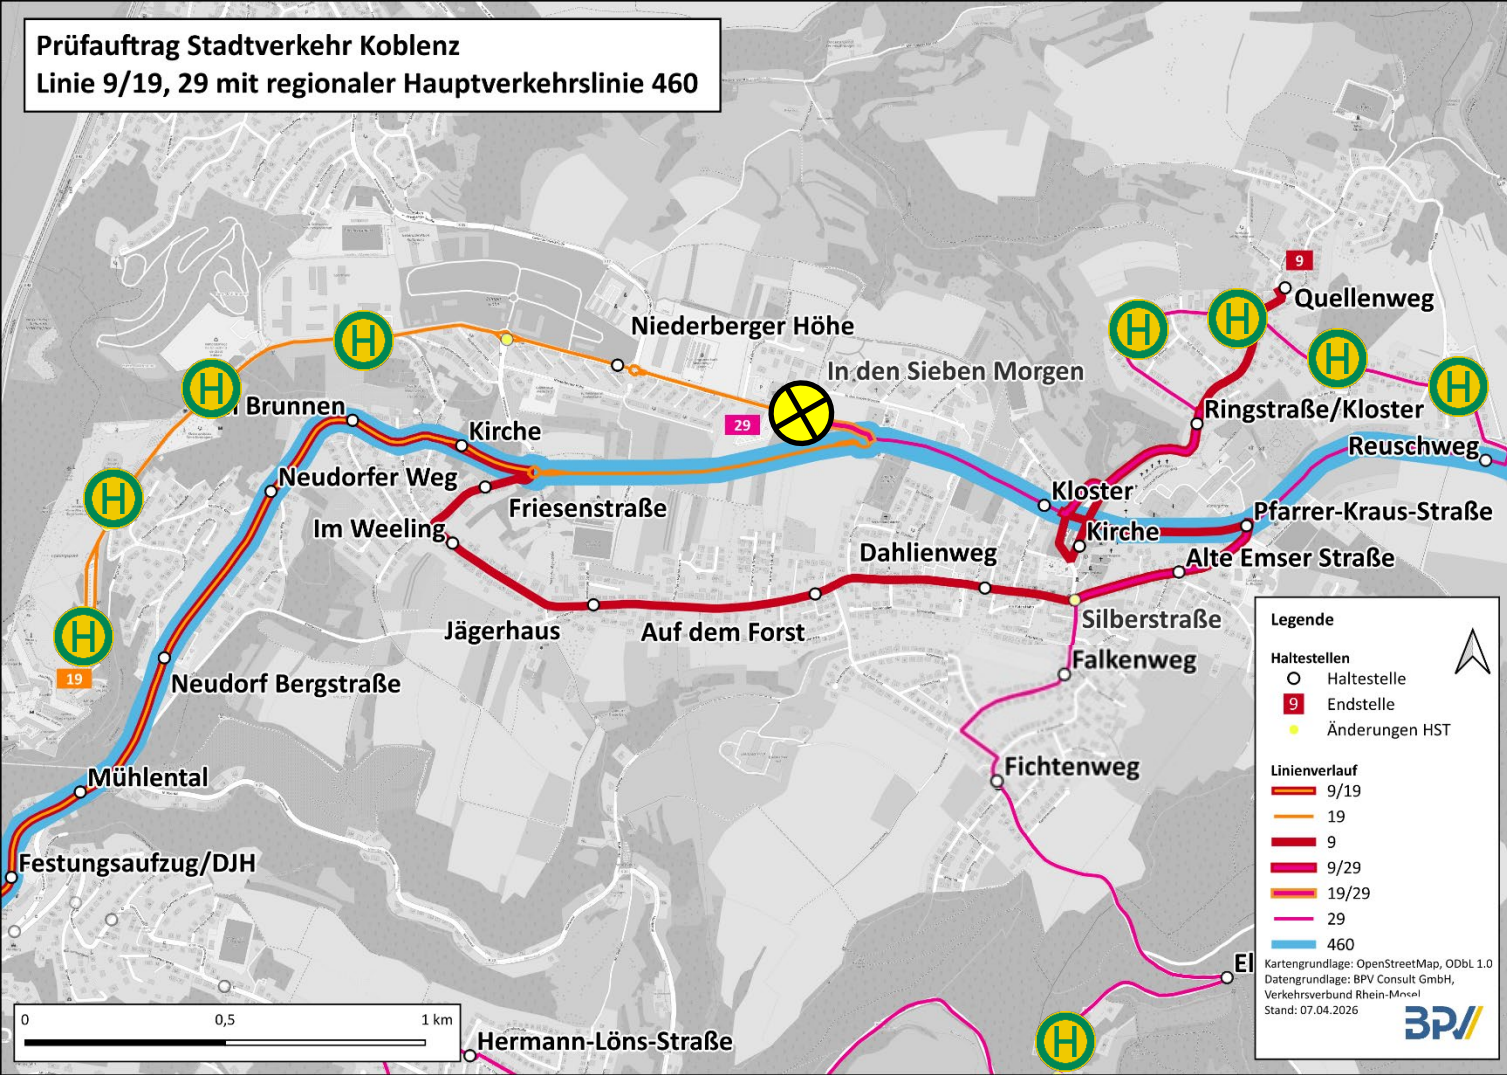 Prüfauftrag Stadtverkehr Koblenz
Linie 9/19, 29 mit regionaler Hauptverkehrslinie 460
9
Quellenweg
H
H
H
H
H
H
H
H
H
Niederberger Höhe
In den Sieben Morgen
29
Brunnen
Kirche
Ringstraße/Kloster
Reuschweg
Neudorfer Weg
Friesenstraße
Kloster
Pfarrer-Kraus-Straße
Im Weeling
Kirche
Dahlienweg
Alte Emser Straße
Jägerhaus
Auf dem Forst
Silberstraße
Falkenweg
19
Neudorf Bergstraße
Fichtenweg
Mühlental
Festungsaufzug/DJH
El
Hermann-Löns-Straße
0 0,5 1 km
Legende
Haltestellen
Haltestelle
9 Endstelle
Änderungen HST
Linienverlauf
9/19
19
9
9/29
19/29
29
460
Kartengrundlage: OpenStreetMap, ODbL 1.0
Datengrundlage: BPV Consult GmbH,
Verkehrsverbund Rhein-Mosel
Stand: 07.04.2026
BPV